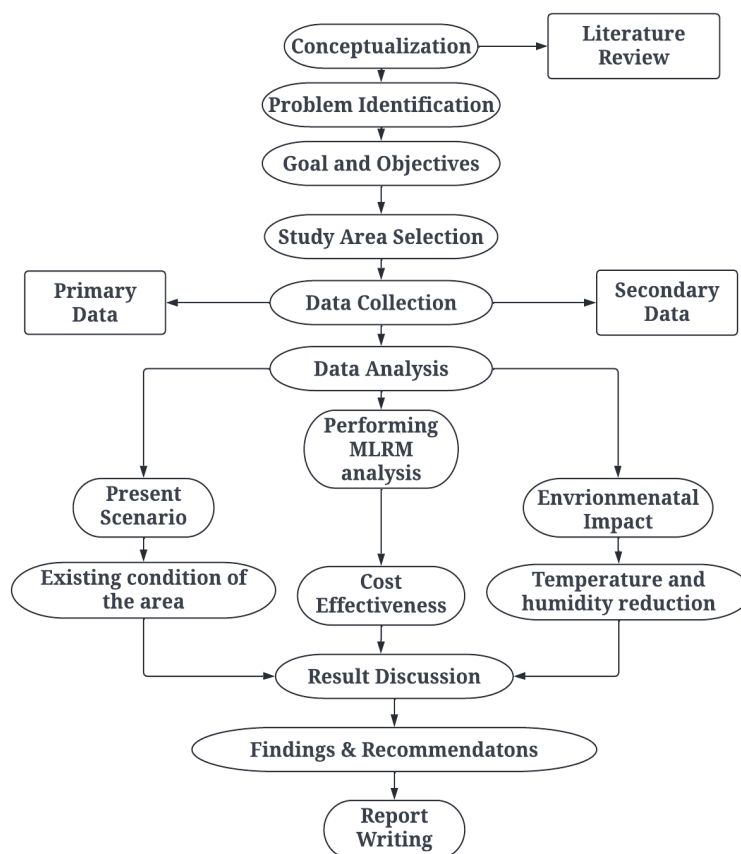 Conceptualization
Literature
Review
Problem Identification
Goal and Objectives
Study Area Selection
Primary
Data
Data Collection
Secondary
Data
Data Analysis
Performing
MLRM
analysis
Present
Scenario
Envrionmenatal
Impact
Existing condition of
the area
Cost
Effectiveness
Temperature and
humidity reduction
Result Discussion
Findings & Recommendatons
Report
Writing